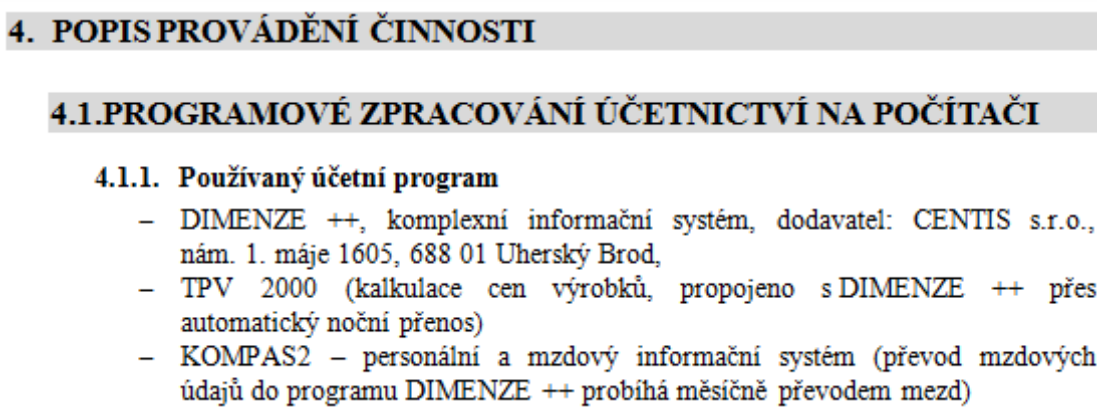 4. POPIS PROVÁDĚNÍ ČINNOSTI
4.1.PROGRAMOVÉ ZPRACOVÁNÍ ÚČETNICTVÍ NA POČÍTAČI
4.1.1. Používaný účetní program
– DIMENZE ++, komplexní informační systém, dodavatel: CENTIS s.r.o.,
nám. 1. máje 1605, 688 01 Uherský Brod,
– TPV 2000 (kalkulace cen výrobků, propojeno s DIMENZE ++ přes
automatický noční přenos)
– KOMPAS2 – personální a mzdový informační systém (převod mzdových
údajů do programu DIMENZE ++ probíhá měsíčně převodem mezd)